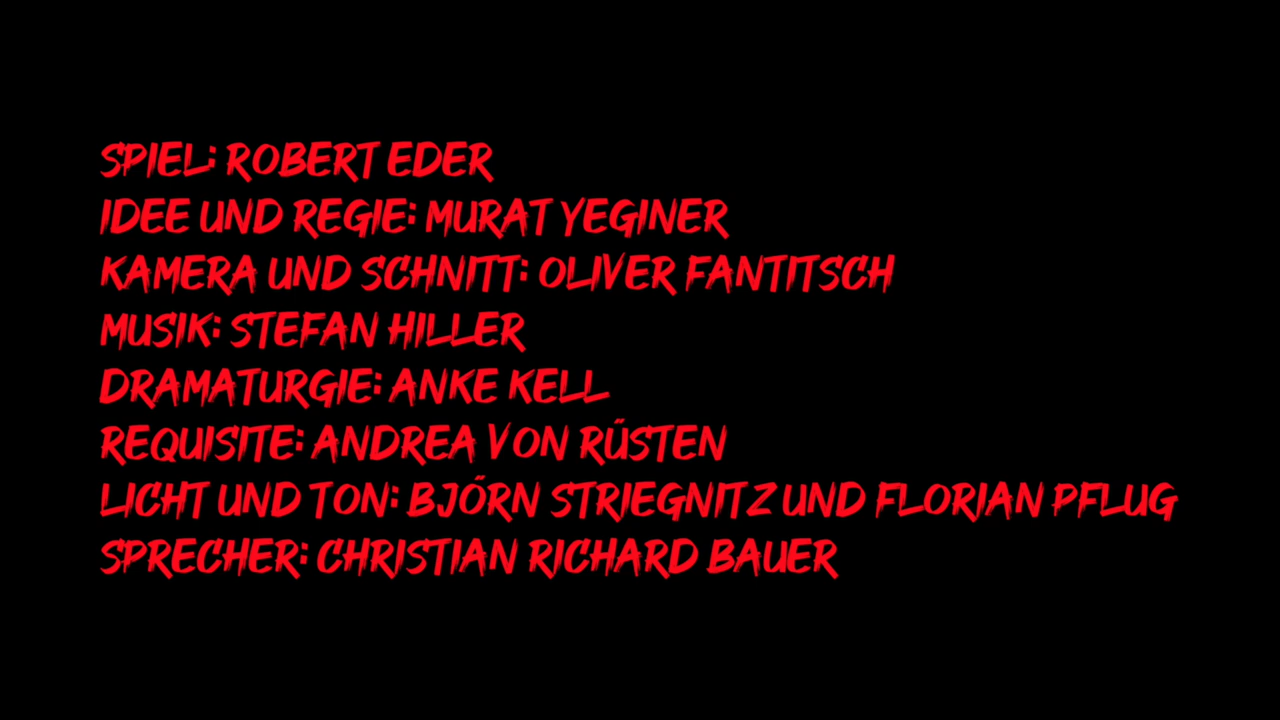 SPIEL: ROBERT EDER
IDEE UND REGIE: MURAT YEGINER
KAMERA UND SCHNITT: OLIVER FANTITSCH
MUSIK: STEFAN HILLER
DRAMATURGIE: ANKE KELL
REQUISITE: ANDREA VON RÜSTEN
LICHT UND TON: BJÖRN STRIEGNITZ UND FLORIAN PFLUG
SPRECHER: CHRISTIAN RICHARD BAUER